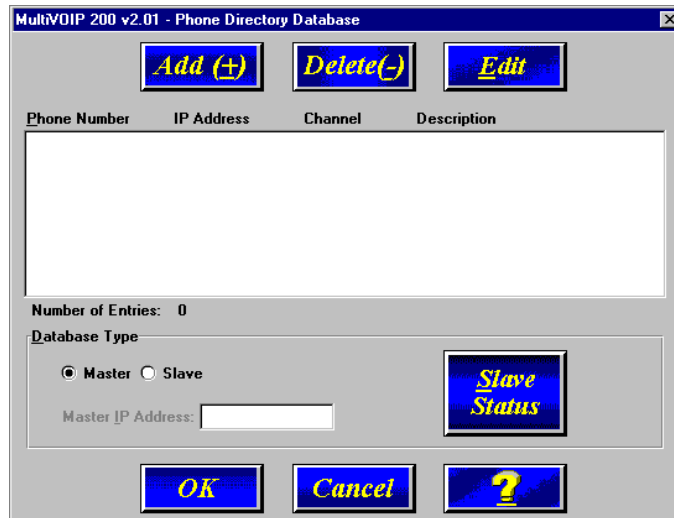 MultiVOIP 200 v2.01 - Phone Directory Database
Add (+) Delete(-) Edit
Phone Number IP Address Channel Description
Number of Entries: 0
Database Type
Master Slave
Master IP Address:
Slave
Status
OK Cancel ?